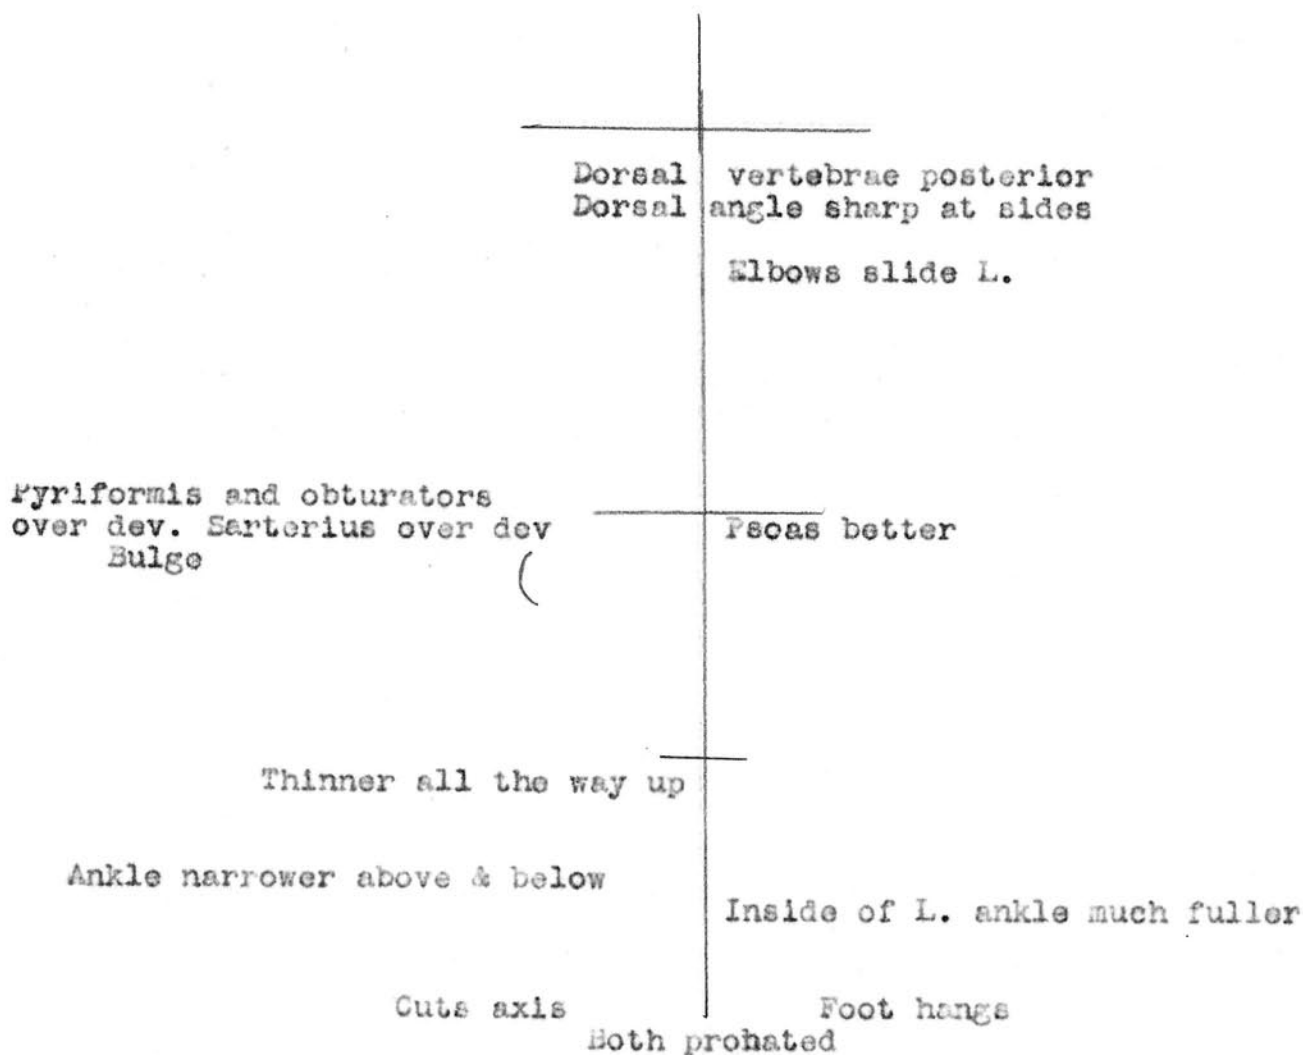 Dorsal vertebrae posterior
Dorsal angle sharp at sides
Elbows slide L.
Pyriformis and obturators
over dev. Sartorius over dev
Bulge
Psoas better
Thinner all the way up
Ankle narrower above & below
Inside of L. ankle much fuller
Cuts axis
Foot hangs
Both prohated